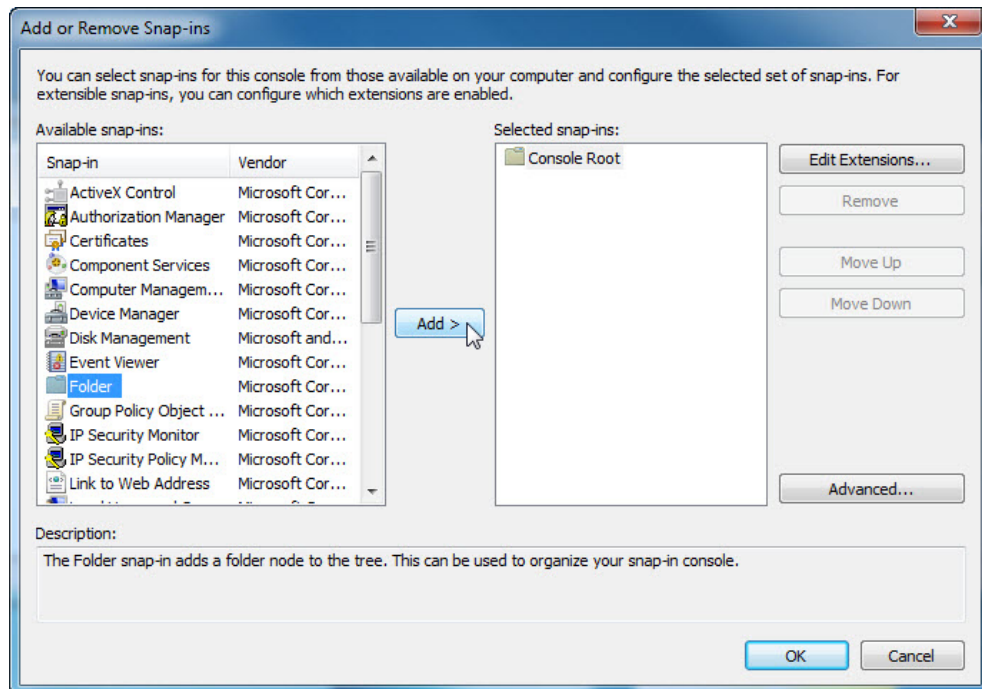 Add or Remove Snap-ins
You can select snap-ins for this console from those available on your computer and configure the selected set of snap-ins. For
extensible snap-ins, you can configure which extensions are enabled.
Available snap-ins:
Snap-in Vendor
ActiveX Control Microsoft Cor...
Authorization Manager Microsoft Cor...
Certificates Microsoft Cor...
Component Services Microsoft Cor...
Computer Managem... Microsoft Cor...
Device Manager Microsoft Cor...
Disk Management Microsoft and...
Event Viewer Microsoft Cor...
Folder Microsoft Cor...
Group Policy Object ... Microsoft Cor...
IP Security Monitor Microsoft Cor...
IP Security Policy M... Microsoft Cor...
Link to Web Address Microsoft Cor...
Add >
Selected snap-ins:
Console Root
Edit Extensions...
Remove
Move Up
Move Down
Advanced...
Description:
The Folder snap-in adds a folder node to the tree. This can be used to organize your snap-in console.
OK
Cancel